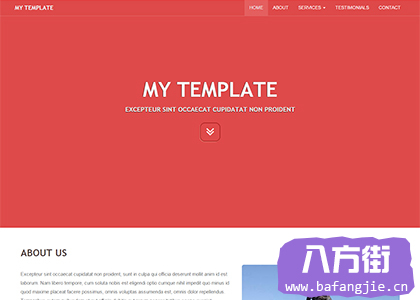 MY TEMPLATE
HOME ABOUT SERVICES TESTIMONIALS CONTACT
MY TEMPLATE
EXCEPTEUR SINT OCCAECAT CUPIDATAT NON PROIDENT
ABOUT US
Excepteur sint occaecat cupidatat non proident, sunt in culpa qui officia deserunt mollit anim id est
laborum. Nam libero tempore, cum soluta nobis est eligendi optio cumque nihil impedit quo minus id
quod maxime placeat facere possimus, omnis voluptas assumenda est, omnis dolor repellendus.
八方街
www.bafangjie.cn